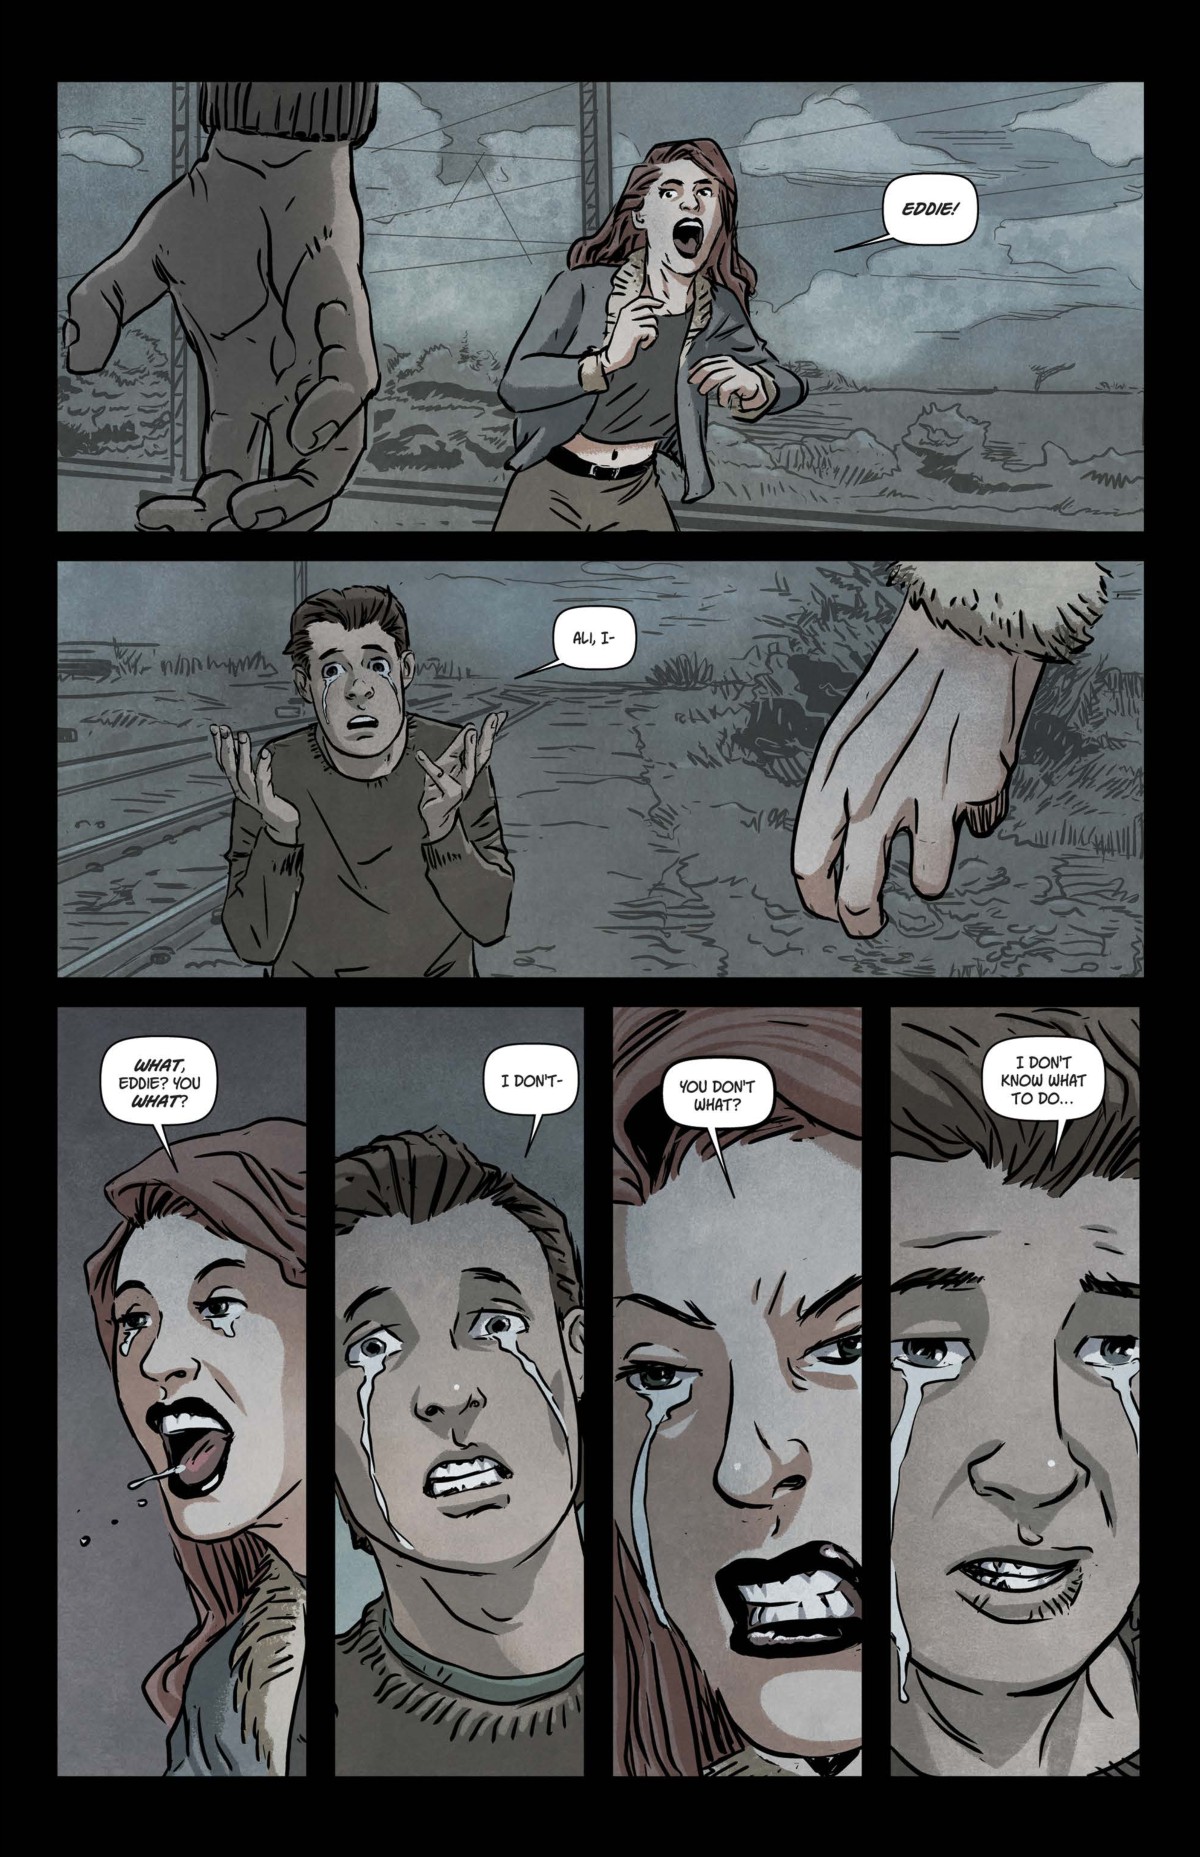 EDDIE!
ALI, I-
WHAT,
EDDIE? YOU
WHAT?
I DON'T-
YOU DON'T
WHAT?
I DON'T
KNOW WHAT
TO DO...